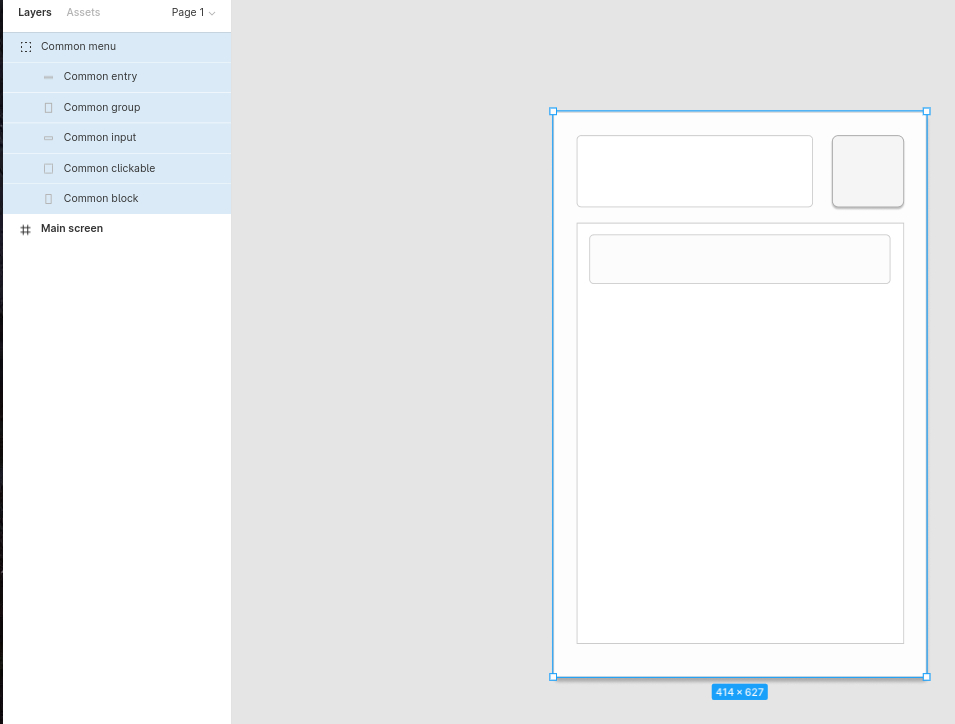 Layers Assets Page 1
Common menu
Common entry
Common group
Common input
Common clickable
Common block
Main screen
414 × 627